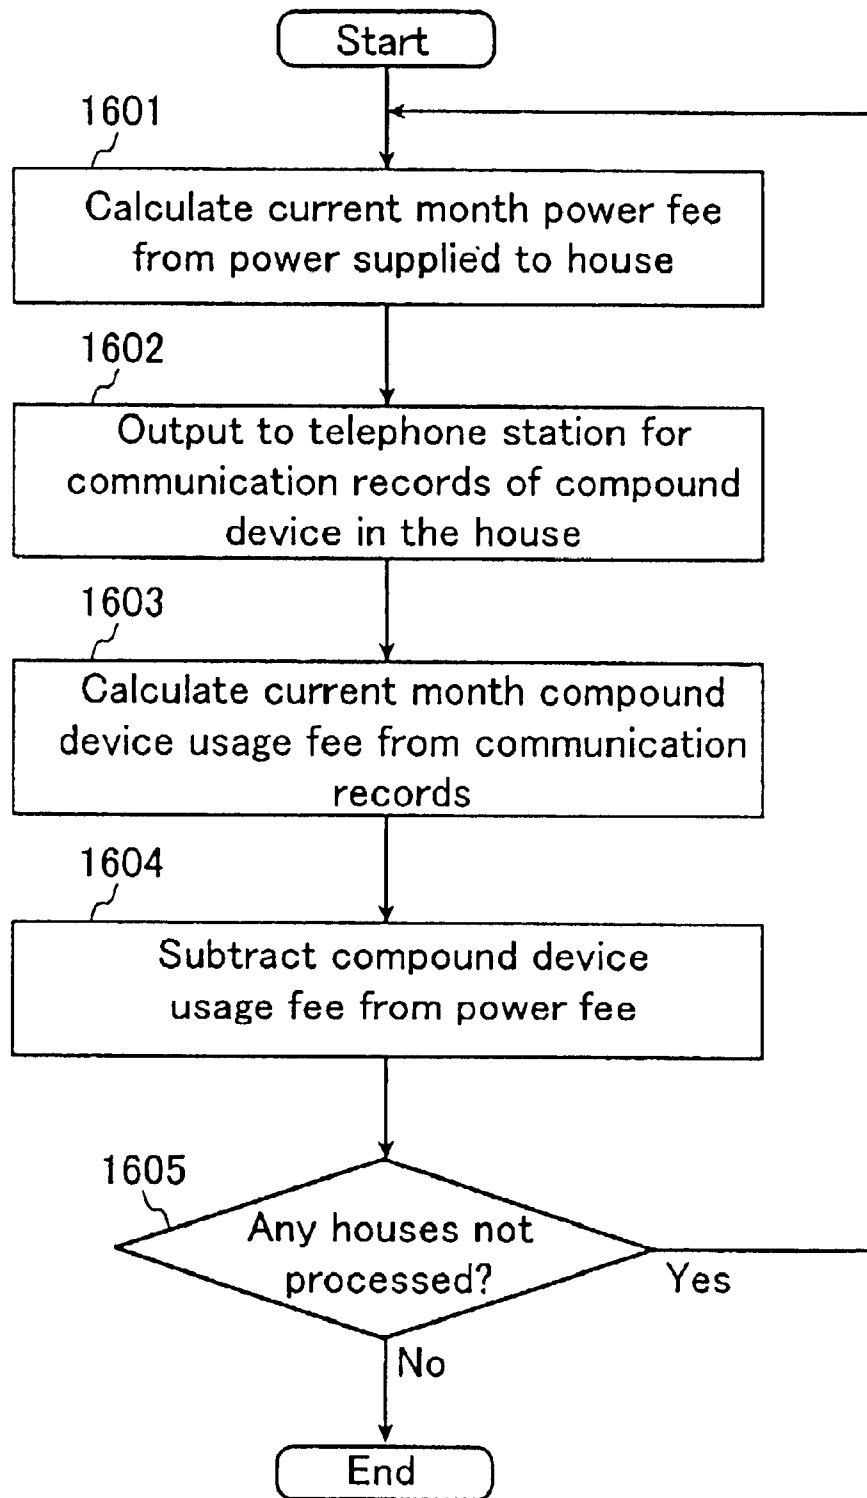 Start
1601
Calculate current month power fee
from power supplied to house
1602
Output to telephone station for
communication records of compound
device in the house
1603
Calculate current month compound
device usage fee from communication
records
1604
Subtract compound device
usage fee from power fee
1605
Any houses not
processed?
Yes
No
End